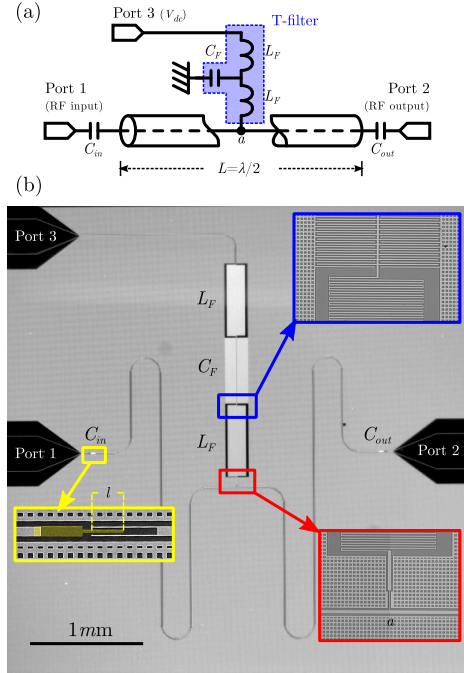 (a)
Port 3 (V_dc)
T-filter
C_F
L_F
L_F
Port 1
(RF input)
Port 2
(RF output)
C_in
a
C_out
L=λ/2
(b)
Port 3
L_F
C_F
L_F
C_in
C_out
Port 1
Port 2
l
a
1mm